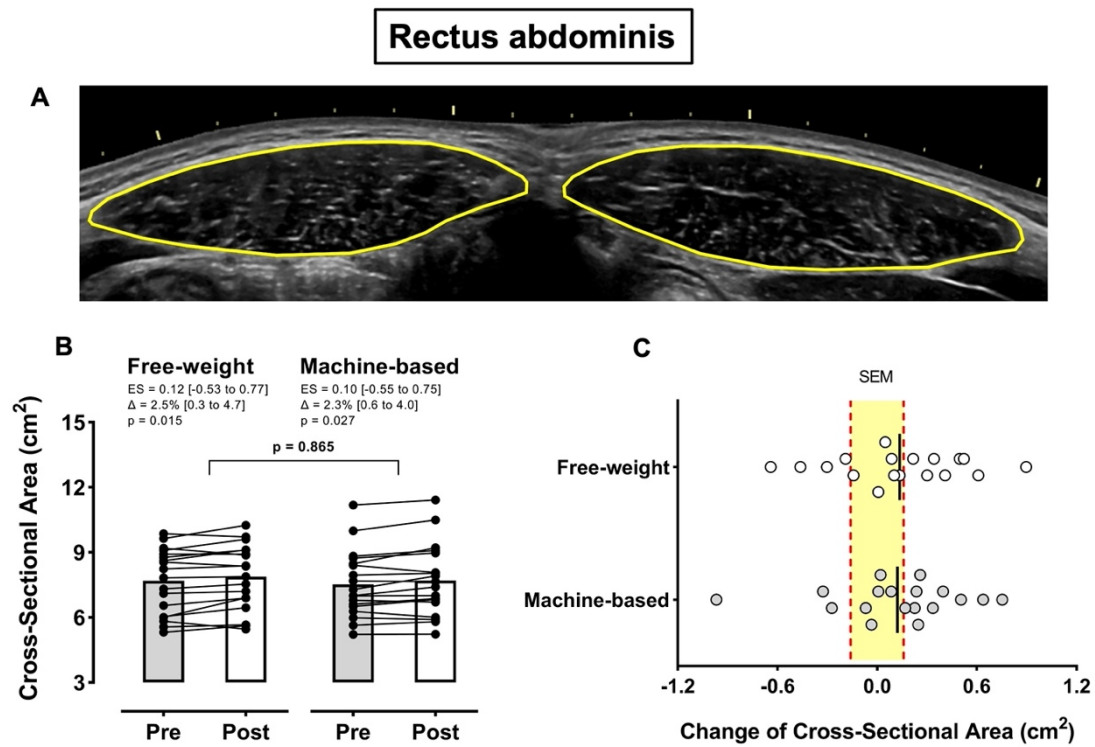 Rectus abdominis
A
B
Free-weight
ES = 0.12 [-0.53 to 0.77]
Δ = 2.5% [0.3 to 4.7]
p = 0.015
Machine-based
ES = 0.10 [-0.55 to 0.75]
Δ = 2.3% [0.6 to 4.0]
p = 0.027
p = 0.865
Cross-Sectional Area (cm²)
15
12
9
6
3
Pre
Post
Pre
Post
C
SEM
Free-weight
Machine-based
-1.2
-0.6
0.0
0.6
1.2
Change of Cross-Sectional Area (cm²)